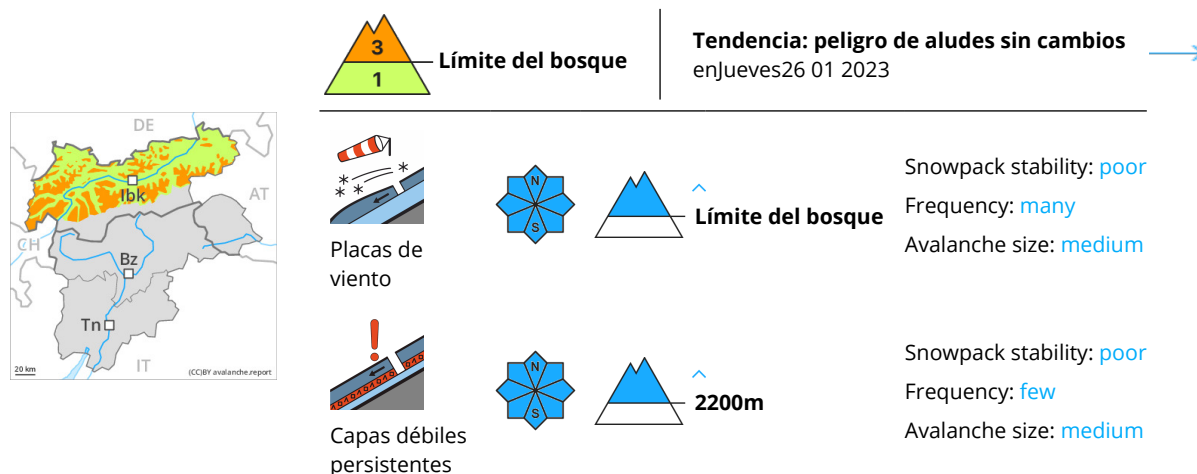 3
1
Límite del bosque
Tendencia: peligro de aludes sin cambios
enJueves26 01 2023
DE
AT
CH
IT
Ibk
Bz
Tn
20 km
(CC)BY avalanche.report
N
S
Límite del bosque
Placas de
viento
Snowpack stability: poor
Frequency: many
Avalanche size: medium
N
S
2200m
Capas débiles
persistentes
Snowpack stability: poor
Frequency: few
Avalanche size: medium